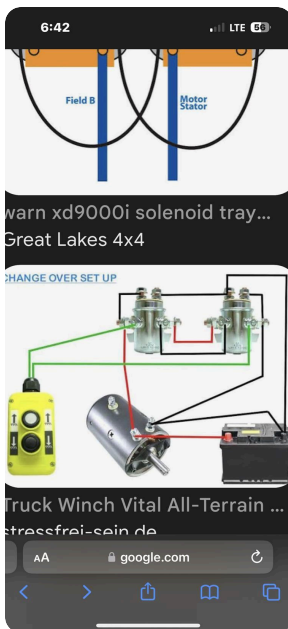 6:42
LTE 56
Field B
Motor
Stator
warn xd9000i solenoid tray...
Great Lakes 4x4
CHANGE OVER SET UP
Truck Winch Vital All-Terrain ...
stressfrei-sein.de
AA google.com